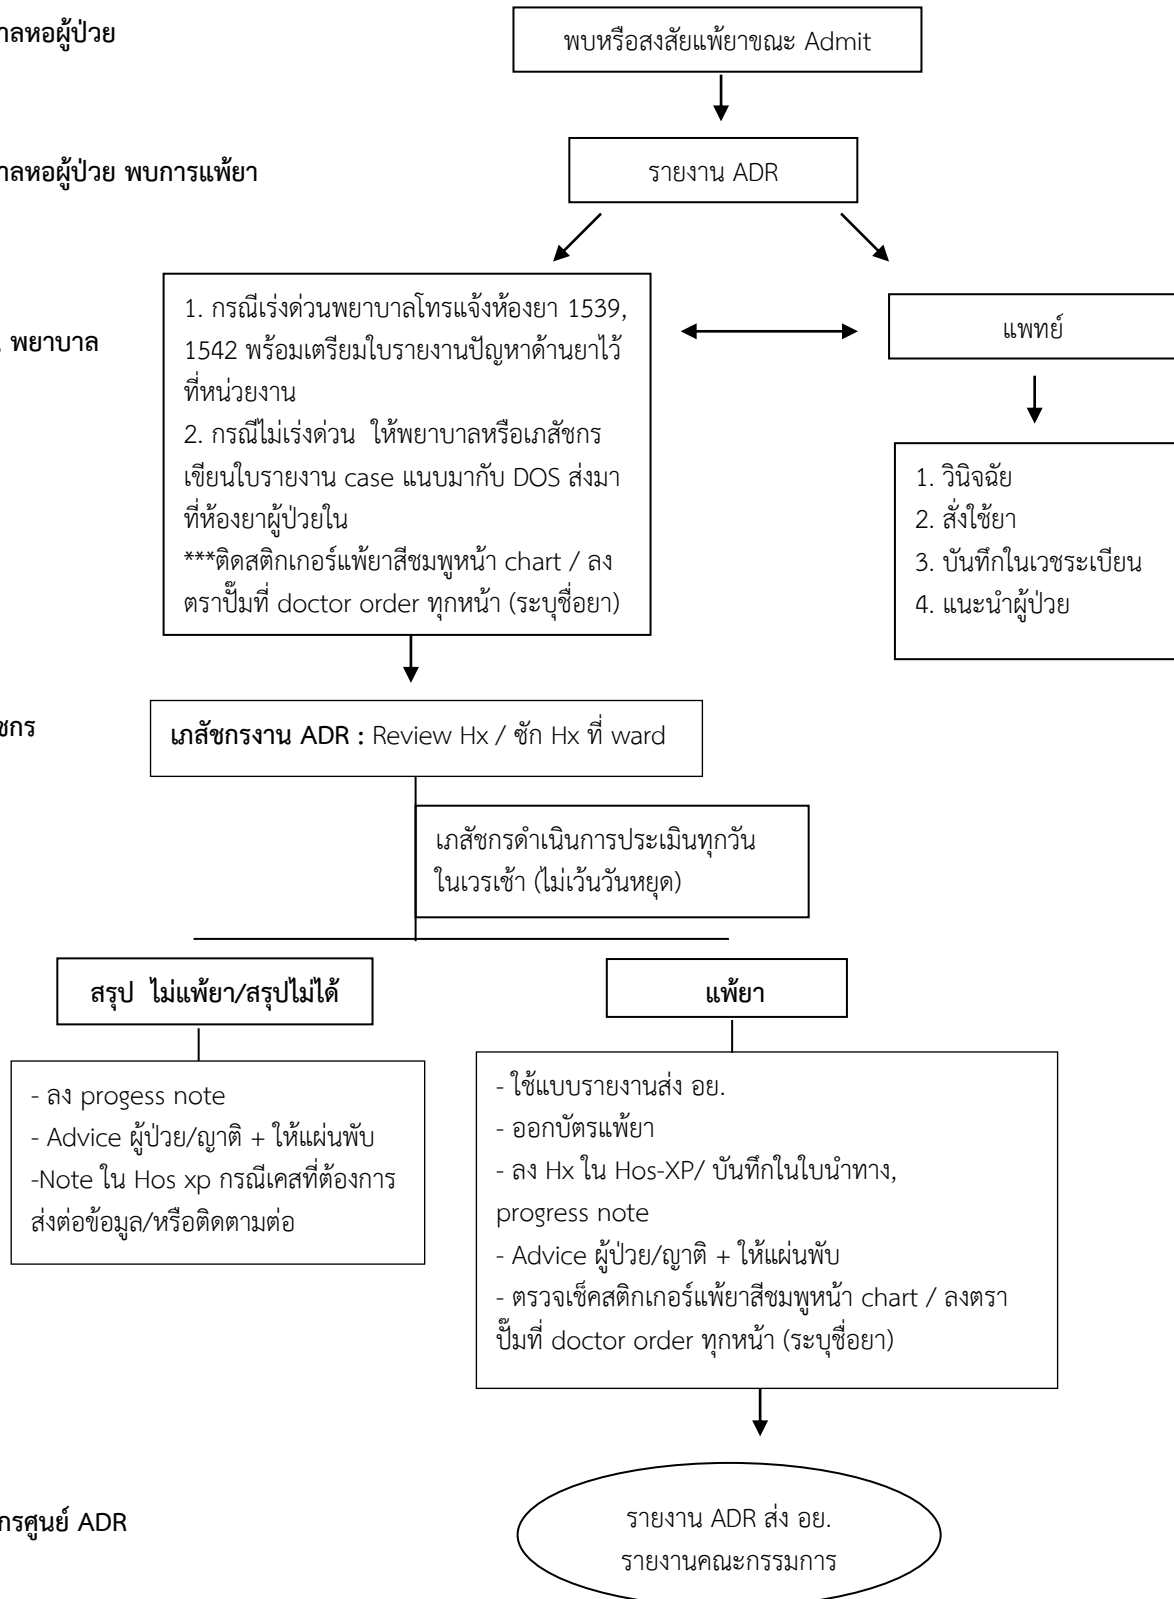 าลหอผู้ป่วย
พบหรือสงสัยแพ้ยาขณะ Admit
าลหอผู้ป่วย พบการแพ้ยา
รายงาน ADR
1. กรณีเร่งด่วนพยาบาลโทรแจ้งห้องยา 1539,
1542 พร้อมเตรียมใบรายงานปัญหาด้านยาไว้
ที่หน่วยงาน
2. กรณีไม่เร่งด่วน ให้พยาบาลหรือเภสัชกร
เขียนใบรายงาน case แนบมากับ DOS ส่งมา
ที่ห้องยาผู้ป่วยใน
***ติดสติกเกอร์แพ้ยาสีชมพูหน้า chart / ลง
ตราปั๊มที่ doctor order ทุกหน้า (ระบุชื่อยา)
พยาบาล
แพทย์
1. วินิจฉัย
2. สั่งใช้ยา
3. บันทึกในเวชระเบียน
4. แนะนำผู้ป่วย
ชกร
เภสัชกรงาน ADR : Review Hx / ซัก Hx ที่ ward
เภสัชกรดำเนินการประเมินทุกวัน
ในเวรเช้า (ไม่เว้นวันหยุด)
สรุป ไม่แพ้ยา/สรุปไม่ได้
แพ้ยา
- ลง progess note
- Advice ผู้ป่วย/ญาติ + ให้แผ่นพับ
-Note ใน Hos xp กรณีเคสที่ต้องการ
ส่งต่อข้อมูล/หรือติดตามต่อ
- ใช้แบบรายงานส่ง อย.
- ออกบัตรแพ้ยา
- ลง Hx ใน Hos-XP/ บันทึกในใบนำทาง,
progress note
- Advice ผู้ป่วย/ญาติ + ให้แผ่นพับ
- ตรวจเช็คสติกเกอร์แพ้ยาสีชมพูหน้า chart / ลงตรา
ปั๊มที่ doctor order ทุกหน้า (ระบุชื่อยา)
กรศูนย์ ADR
รายงาน ADR ส่ง อย.
รายงานคณะกรรมการ